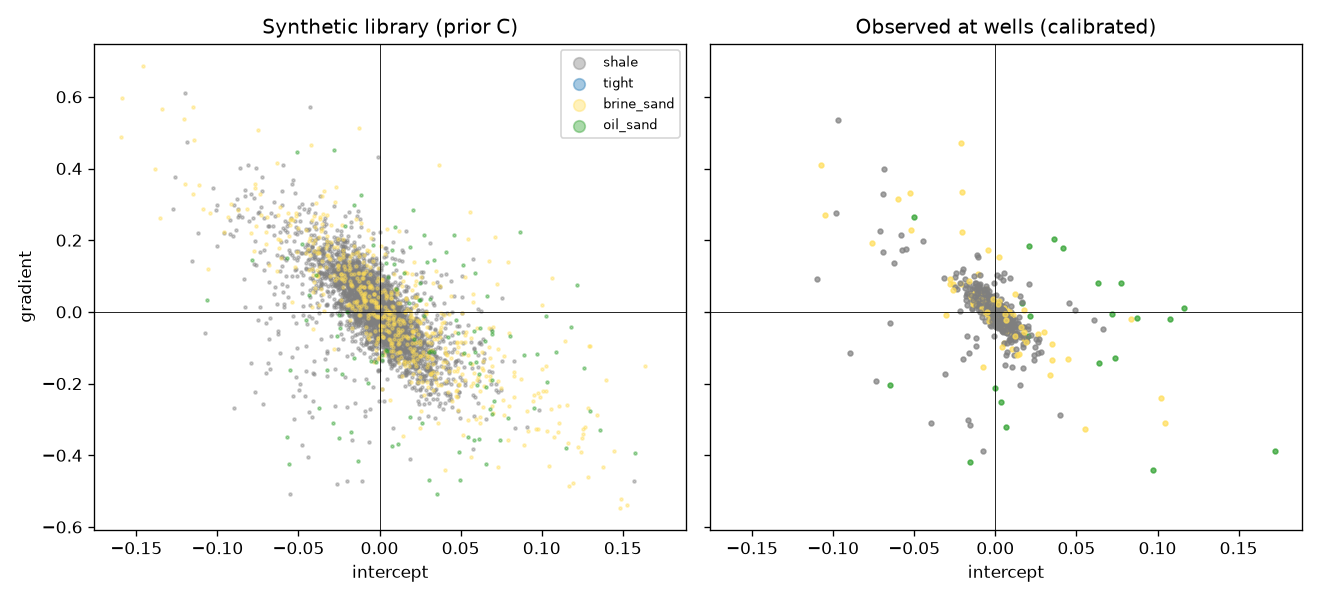 Synthetic library (prior C)
Observed at wells (calibrated)
shale
tight
brine_sand
oil_sand
gradient
0.6
0.4
0.2
0.0
−0.2
−0.4
−0.6
−0.15 −0.10 −0.05 0.00 0.05 0.10 0.15
−0.15 −0.10 −0.05 0.00 0.05 0.10 0.15
intercept
intercept